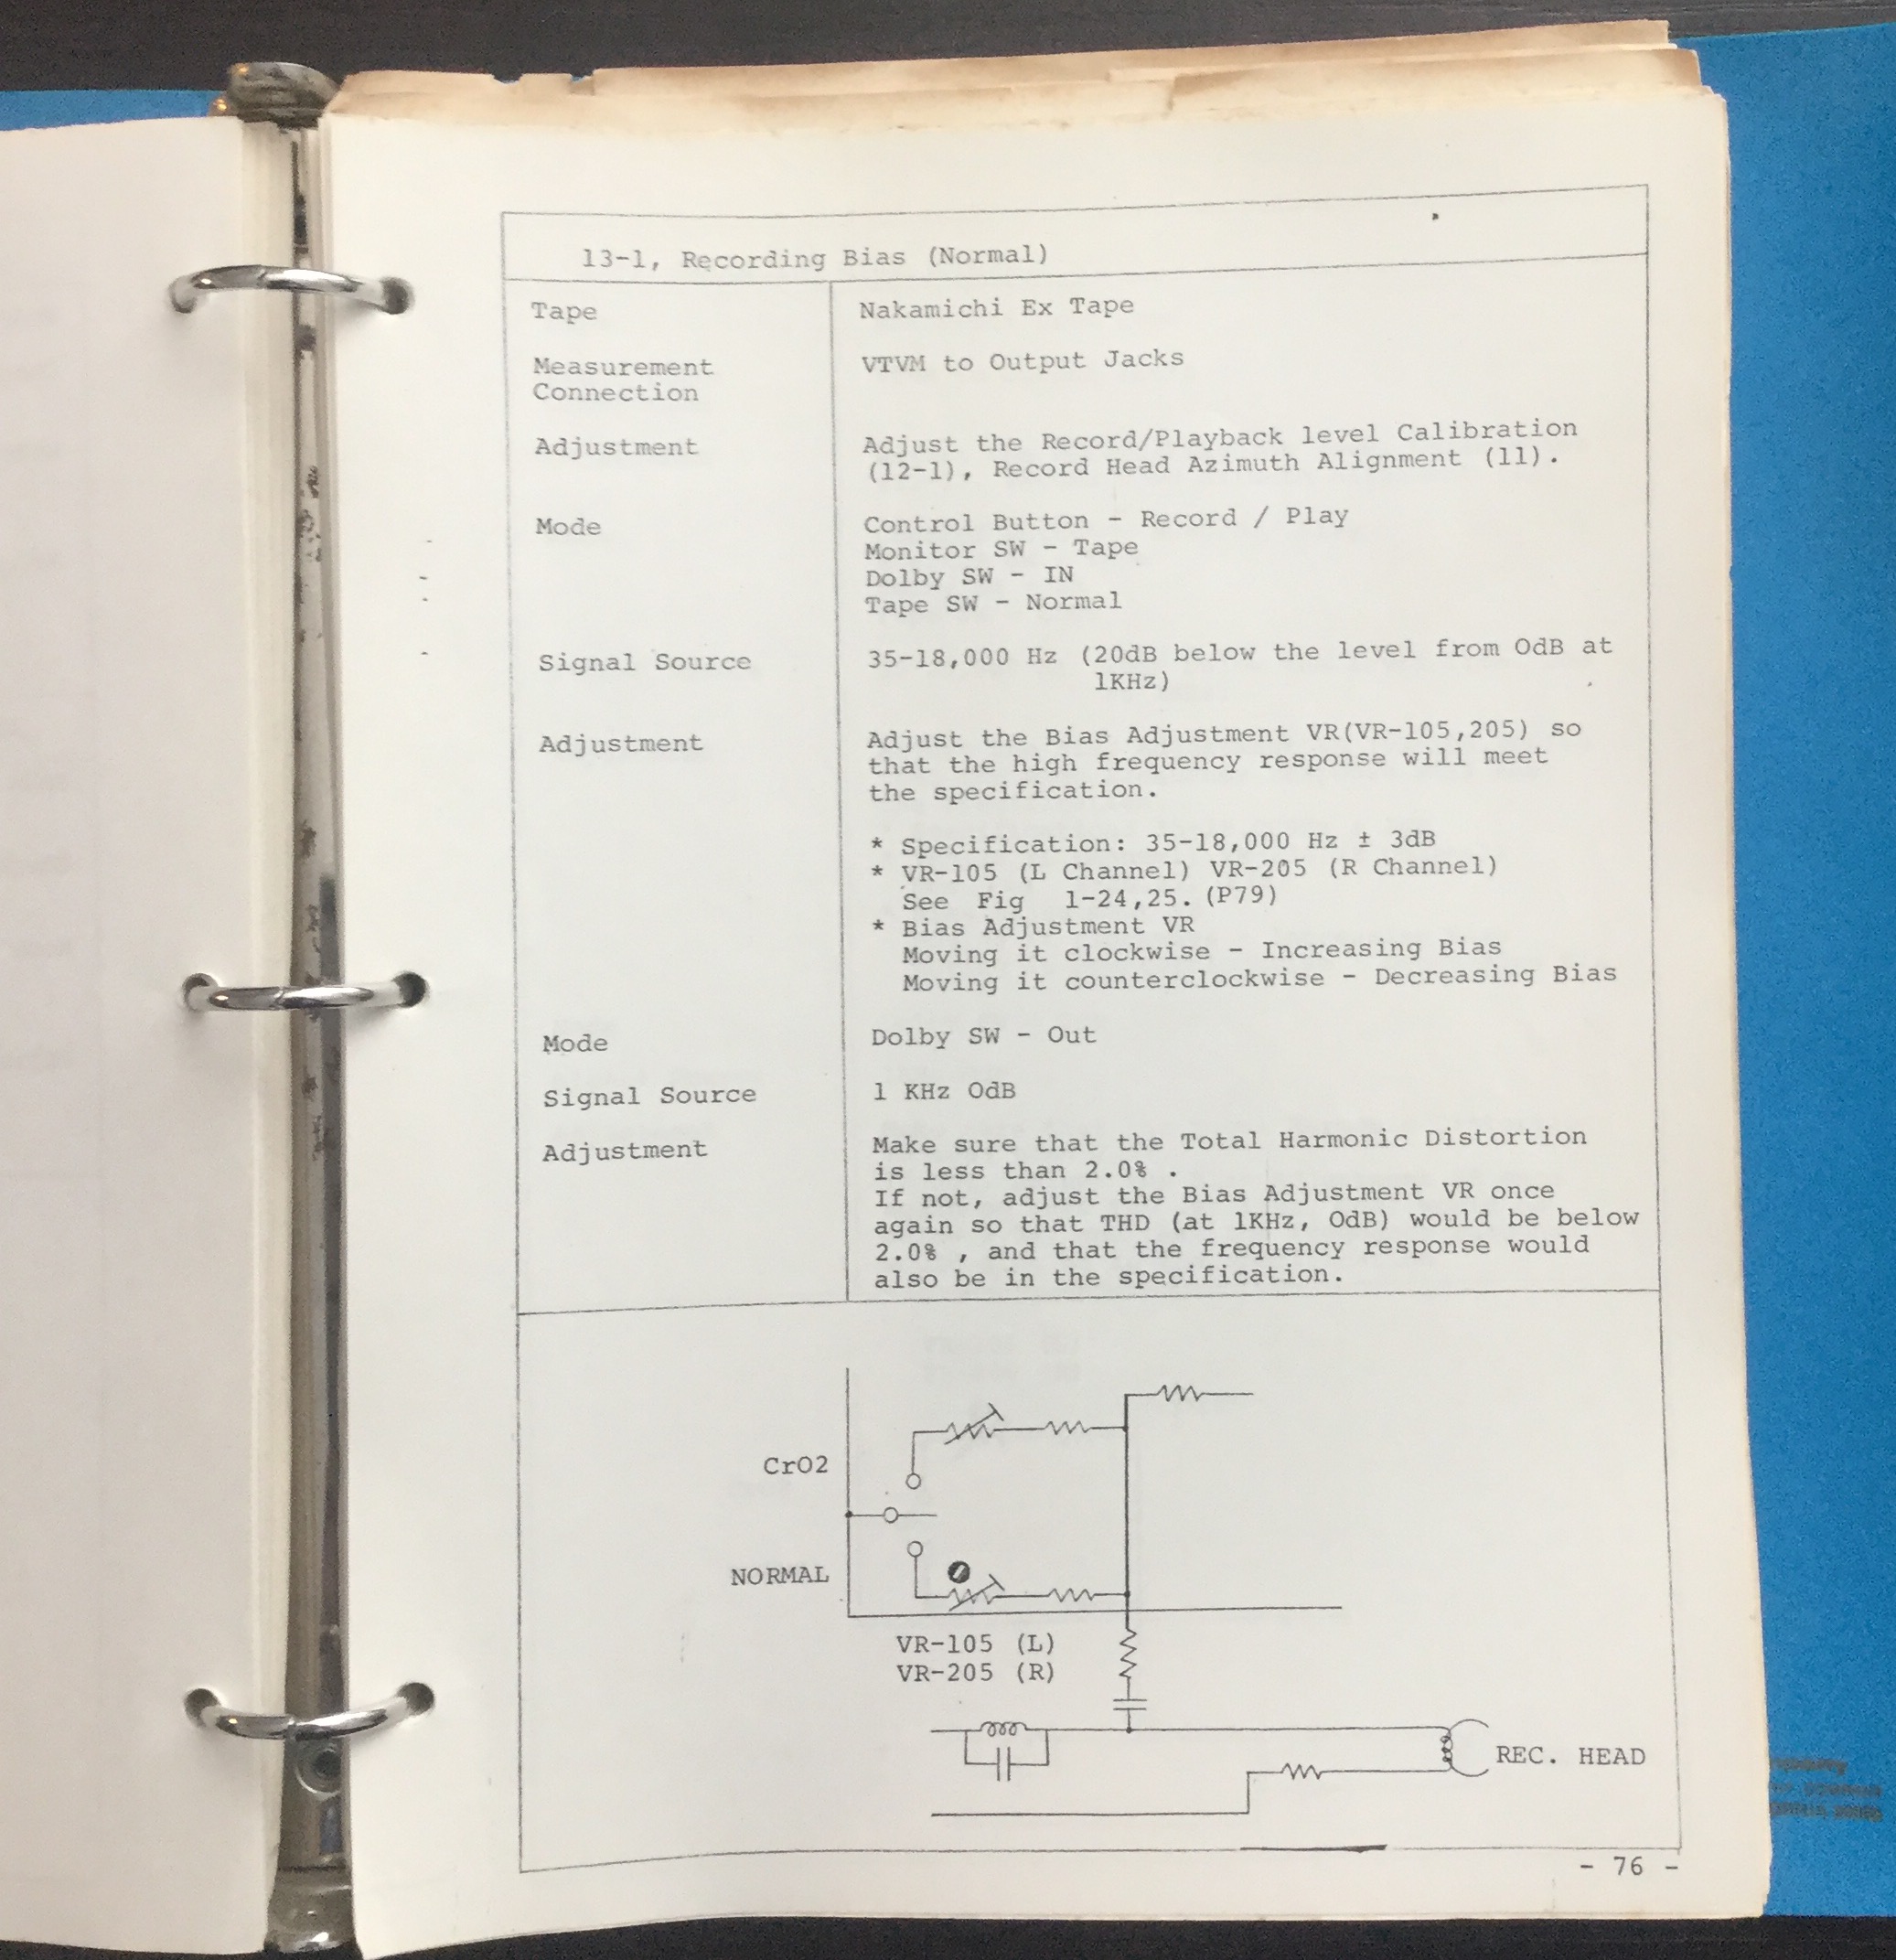 13-1, Recording Bias (Normal)
Tape
Nakamichi Ex Tape
Measurement
Connection
VTVM to Output Jacks
Adjustment
Adjust the Record/Playback level Calibration
(12-1), Record Head Azimuth Alignment (11).
Mode
Control Button - Record / Play
Monitor SW - Tape
Dolby SW - IN
Tape SW - Normal
Signal Source
35-18,000 Hz (20dB below the level from OdB at
1KHz)
Adjustment
Adjust the Bias Adjustment VR(VR-105,205) so
that the high frequency response will meet
the specification.
* Specification: 35-18,000 Hz ± 3dB
* VR-105 (L Channel) VR-205 (R Channel)
See Fig 1-24,25. (P79)
* Bias Adjustment VR
Moving it clockwise - Increasing Bias
Moving it counterclockwise - Decreasing Bias
Mode
Dolby SW - Out
Signal Source
1 KHz OdB
Adjustment
Make sure that the Total Harmonic Distortion
is less than 2.0% .
If not, adjust the Bias Adjustment VR once
again so that THD (at 1KHz, OdB) would be below
2.0% , and that the frequency response would
also be in the specification.
CrO2
NORMAL
VR-105 (L)
VR-205 (R)
REC. HEAD
- 76 -